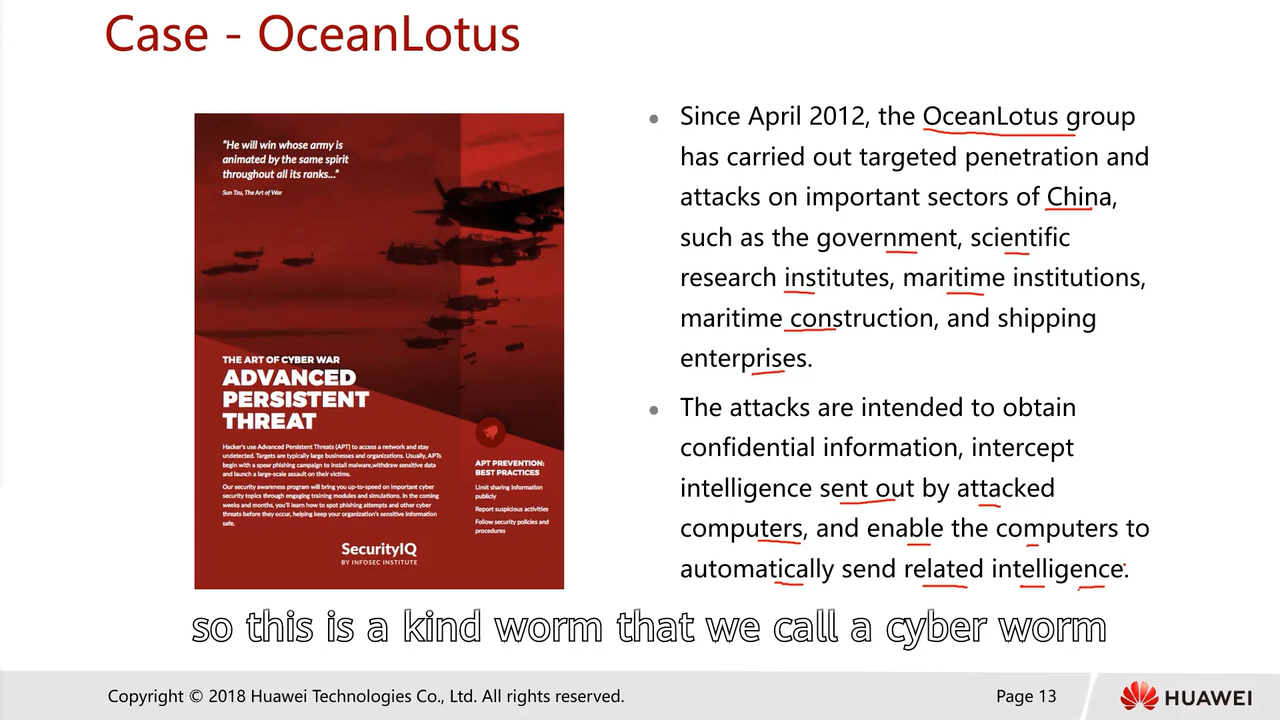 Case - OceanLotus
"He will win whose army is
animated by the same spirit
throughout all its ranks..."
Sun Tzu, The Art of War
THE ART OF CYBER WAR
ADVANCED
PERSISTENT
THREAT
Hacker's use Advanced Persistent Threats (APT) to access a network and stay
undetected. Targets are typically large businesses and organizations. Usually, APTs
begin with a spear phishing campaign to install malware,withdraw sensitive data
and launch a large-scale assault on their victims.
Our security awareness program will bring you up-to-speed on important cyber
security topics through engaging training modules and simulations. In the coming
weeks and months, you'll learn how to spot phishing attempts and other cyber
threats before they occur, helping keep your organization's sensitive information
safe.
APT PREVENTION:
BEST PRACTICES
Limit sharing information
publicly
Report suspicious activities
Follow security policies and
procedures
SecurityIQ
BY INFOSEC INSTITUTE
• Since April 2012, the OceanLotus group
has carried out targeted penetration and
attacks on important sectors of China,
such as the government, scientific
research institutes, maritime institutions,
maritime construction, and shipping
enterprises.
• The attacks are intended to obtain
confidential information, intercept
intelligence sent out by attacked
computers, and enable the computers to
automatically send related intelligence.
so this is a kind worm that we call a cyber worm
Copyright © 2018 Huawei Technologies Co., Ltd. All rights reserved.
Page 13
HUAWEI